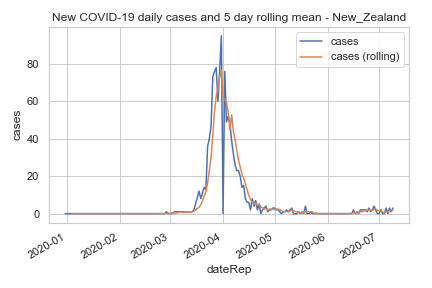 New COVID-19 daily cases and 5 day rolling mean - New_Zealand
cases
cases (rolling)
80
60
40
20
0
cases
2020-01
2020-02
2020-03
2020-04
2020-05
2020-06
2020-07
dateRep